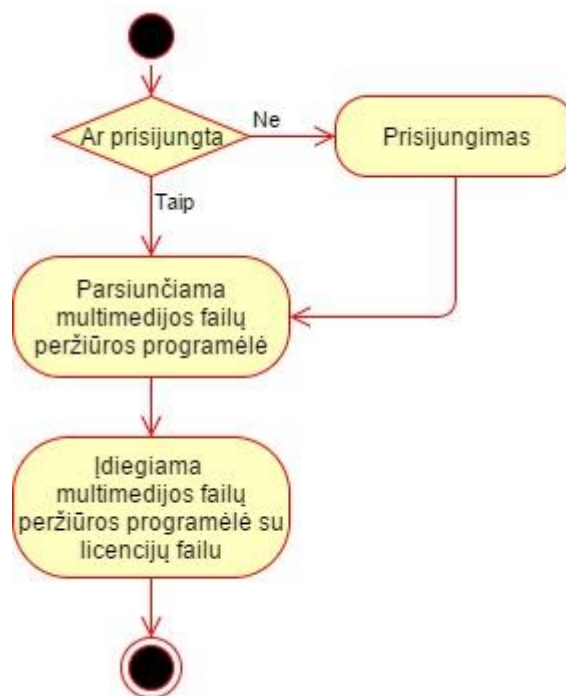 Ar prisijungta
Ne
Prisijungimas
Taip
Parsiunčiama
multimedijos failų
peržiūros programėlė
Įdiegiama
multimedijos failų
peržiūros programėlė su
licencijų failu